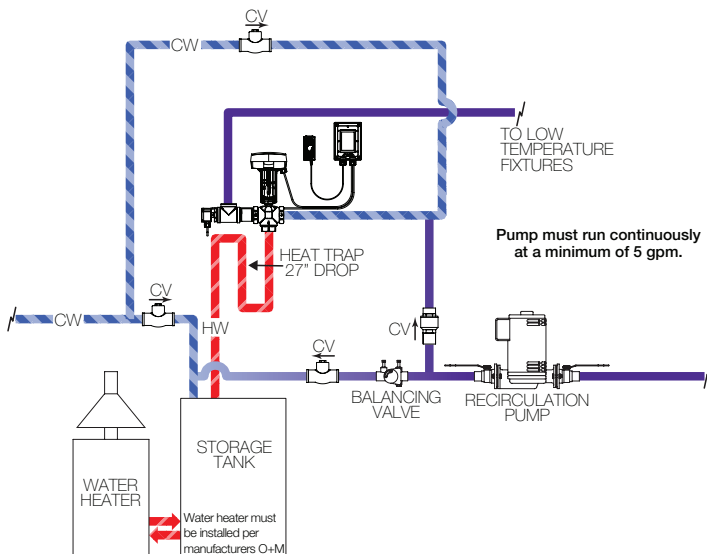 CV
CW
TO LOW
TEMPERATURE
FIXTURES
Pump must run continuously
at a minimum of 5 gpm.
HEAT TRAP
27" DROP
CV
CW
HW
CV
CV
BALANCING
VALVE
RECIRCULATION
PUMP
STORAGE
TANK
WATER
HEATER
Water heater must
be installed per
manufacturers O+M